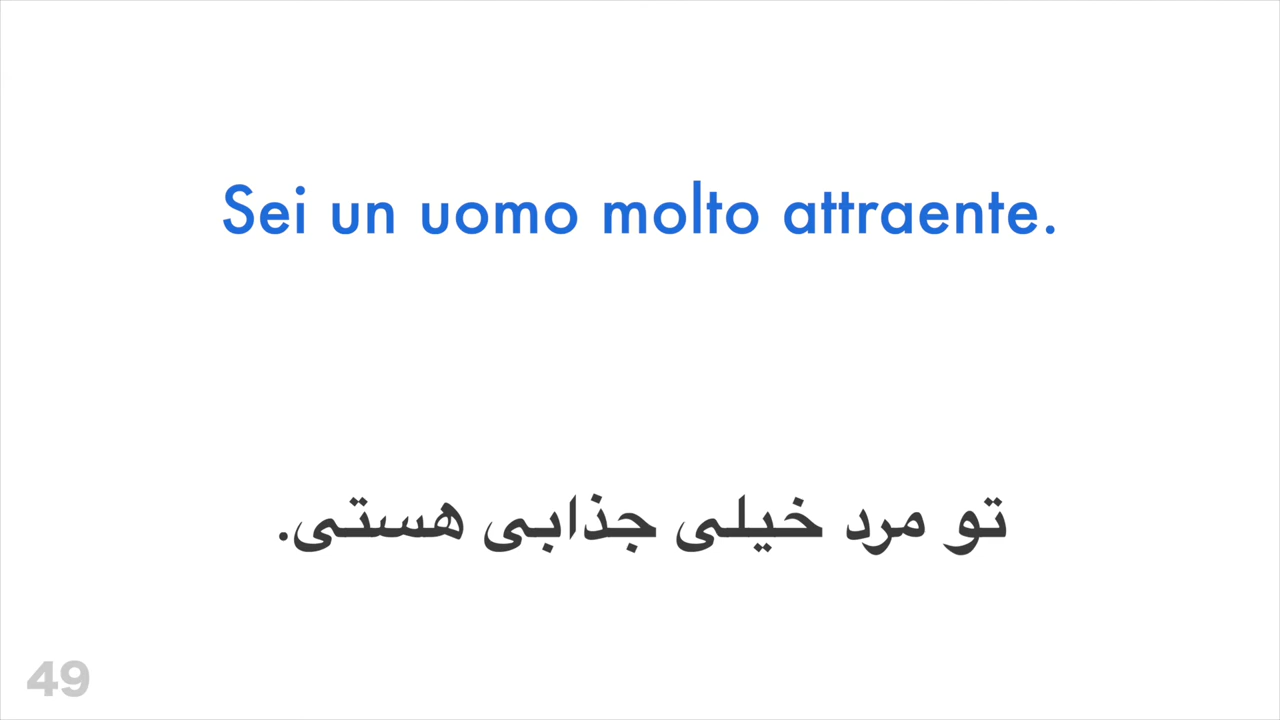 Sei un uomo molto attraente.
تو مرد خیلی جذابی هستی.
49